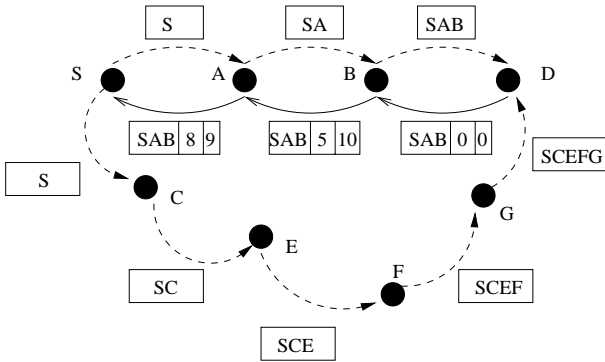 S SA SAB
S A B D
SAB 8 9 SAB 5 10 SAB 0 0
SCEFG
S
C G
E
F
SC SCEF
SCE